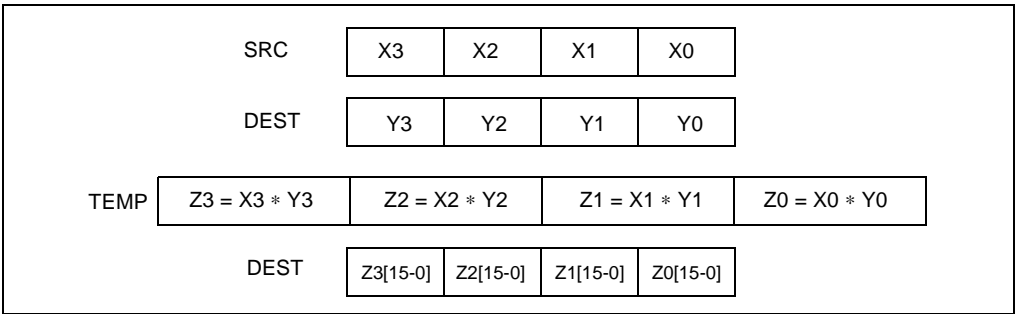 SRC X3 X2 X1 X0
DEST Y3 Y2 Y1 Y0
TEMP Z3 = X3 ∗ Y3 Z2 = X2 ∗ Y2 Z1 = X1 ∗ Y1 Z0 = X0 ∗ Y0
DEST Z3[15-0] Z2[15-0] Z1[15-0] Z0[15-0]